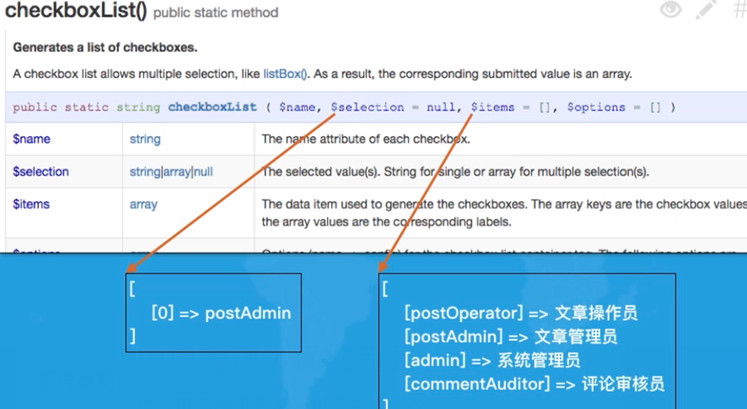 checkboxList() public static method
#
Generates a list of checkboxes.
A checkbox list allows multiple selection, like listBox(). As a result, the corresponding submitted value is an array.
public static string checkboxList ( $name, $selection = null, $items = [], $options = [] )
$name string The name attribute of each checkbox.
$selection string|array|null The selected value(s). String for single or array for multiple selection(s).
$items array The data item used to generate the checkboxes. The array keys are the checkbox values
the array values are the corresponding labels.
[
[0] => postAdmin
]
[
[postOperator] => 文章操作员
[postAdmin] => 文章管理员
[admin] => 系统管理员
[commentAuditor] => 评论审核员
]